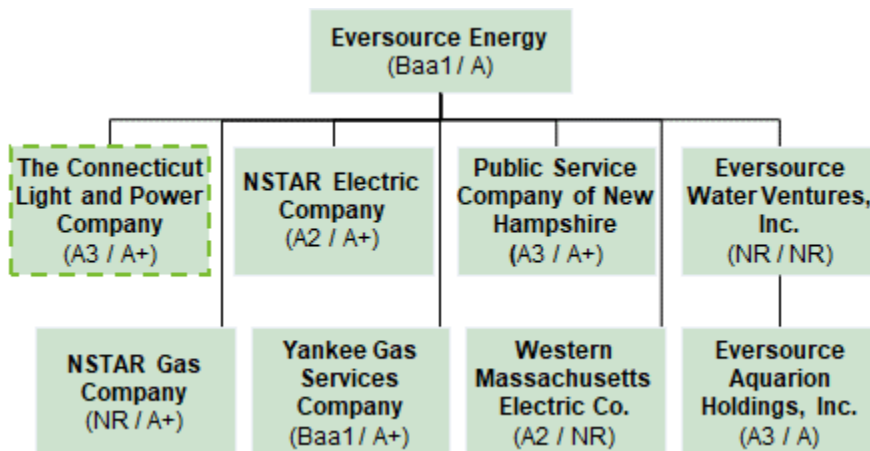 Eversource Energy
(Baa1 / A)
The Connecticut
Light and Power
Company
(A3 / A+)
NSTAR Electric
Company
(A2 / A+)
Public Service
Company of New
Hampshire
(A3 / A+)
Eversource
Water Ventures,
Inc.
(NR / NR)
NSTAR Gas
Company
(NR / A+)
Yankee Gas
Services
Company
(Baa1 / A+)
Western
Massachusetts
Electric Co.
(A2 / NR)
Eversource
Aquarion
Holdings, Inc.
(A3 / A)